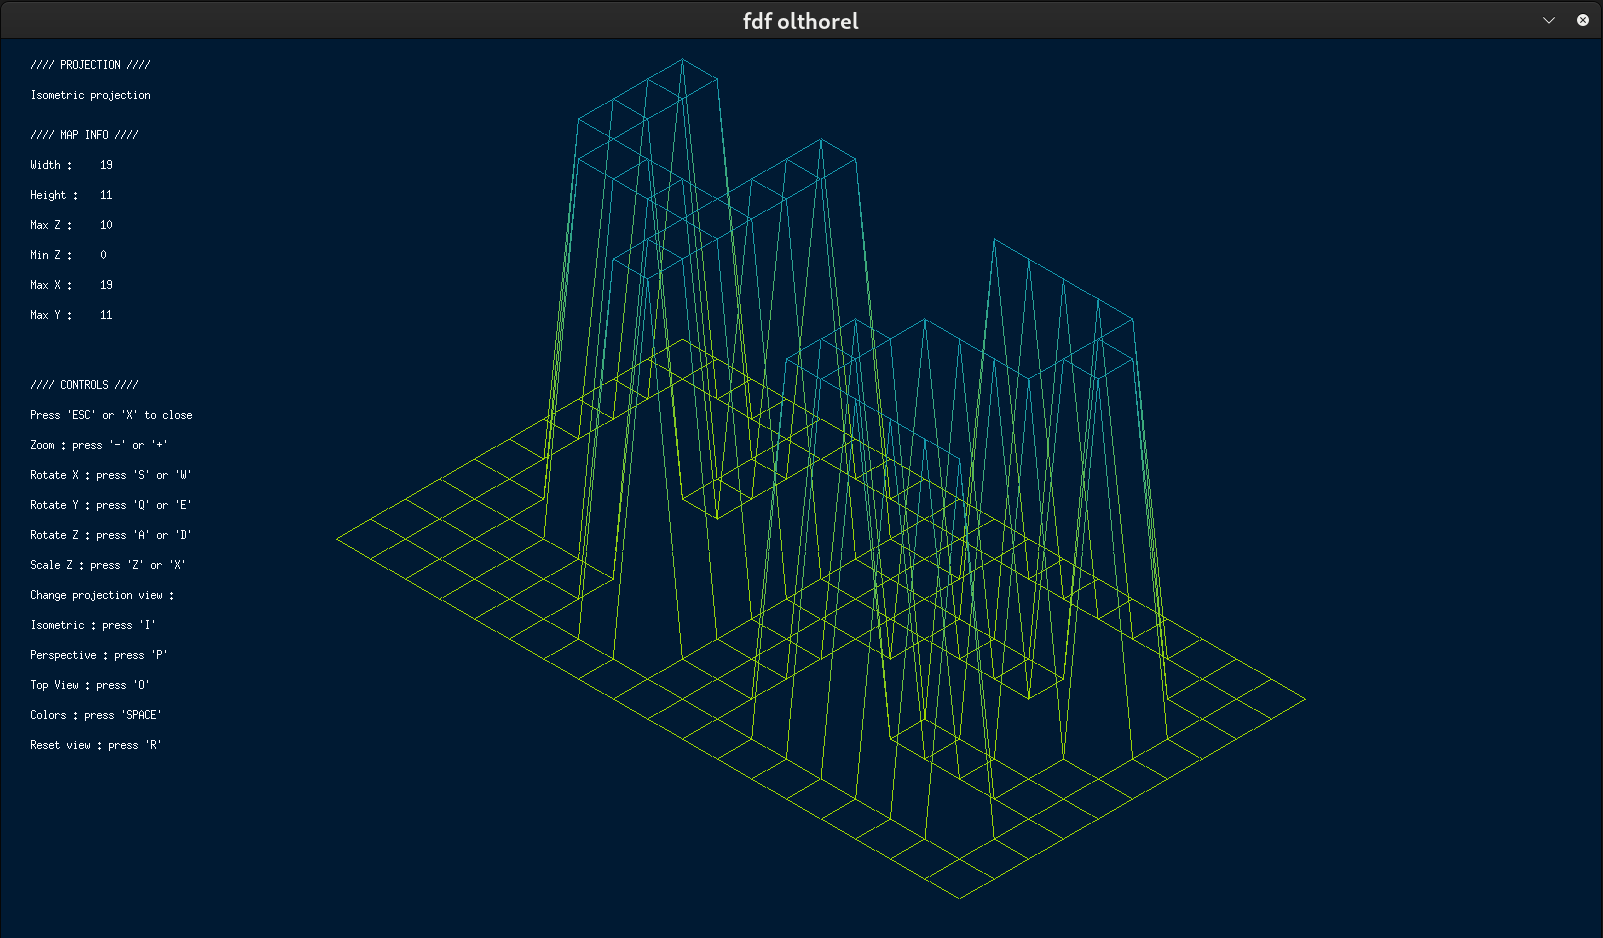 fdf olthorel
//// PROJECTION ////
Isometric projection
//// MAP INFO ////
Width : 19
Height : 11
Max Z : 10
Min Z : 0
Max X : 19
Max Y : 11
//// CONTROLS ////
Press 'ESC' or 'X' to close
Zoom : press '-' or '+'
Rotate X : press 'S' or 'W'
Rotate Y : press 'Q' or 'E'
Rotate Z : press 'A' or 'D'
Scale Z : press 'Z' or 'X'
Change projection view :
Isometric : press 'I'
Perspective : press 'P'
Top View : press 'O'
Colors : press 'SPACE'
Reset view : press 'R'